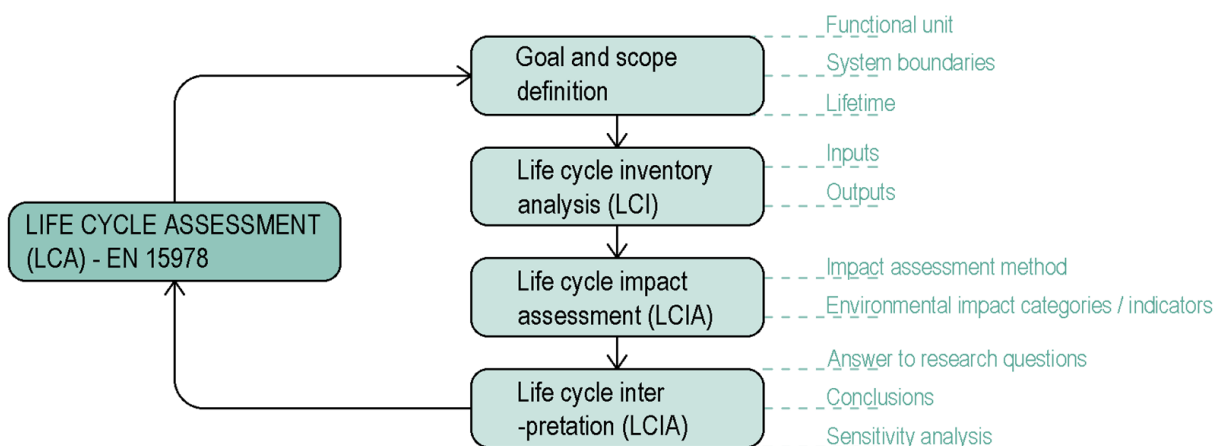 Functional unit
Goal and scope
definition
System boundaries
Lifetime
Life cycle inventory
analysis (LCI)
Inputs
Outputs
LIFE CYCLE ASSESSMENT
(LCA) - EN 15978
Life cycle impact
assessment (LCIA)
Impact assessment method
Environmental impact categories / indicators
Life cycle inter
-pretation (LCIA)
Answer to research questions
Conclusions
Sensitivity analysis